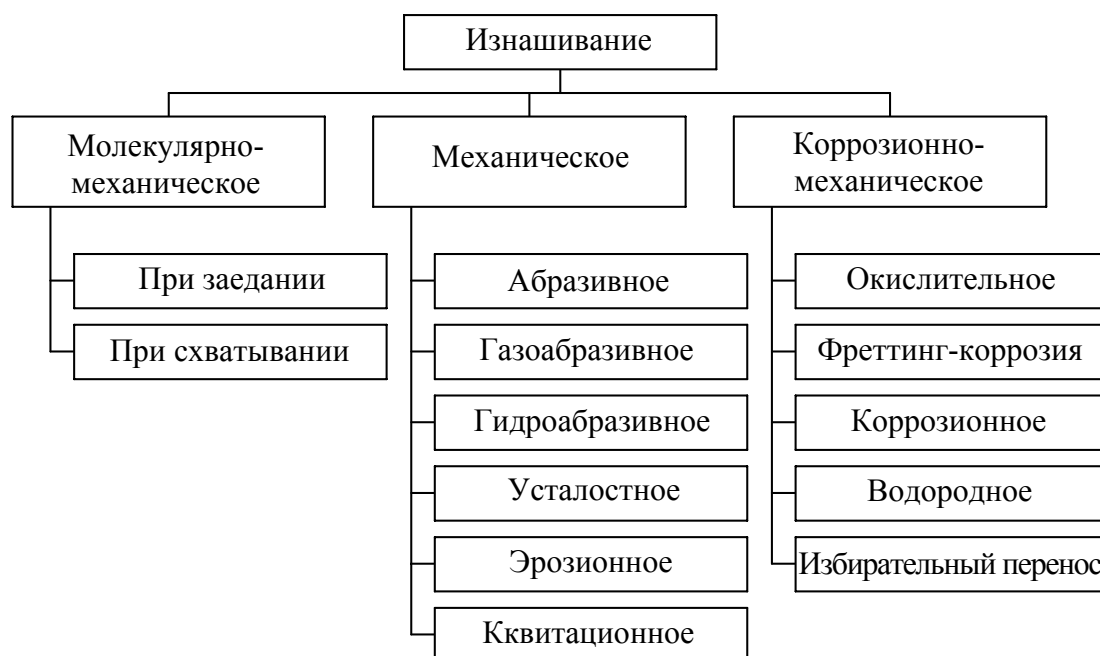 Изнашивание
Молекулярно-
механическое
При заедании
При схватывании
Механическое
Абразивное
Газоабразивное
Гидроабразивное
Усталостное
Эрозионное
Кквитационное
Коррозионно-
механическое
Окислительное
Фреттинг-коррозия
Коррозионное
Водородное
Избирательный перенос